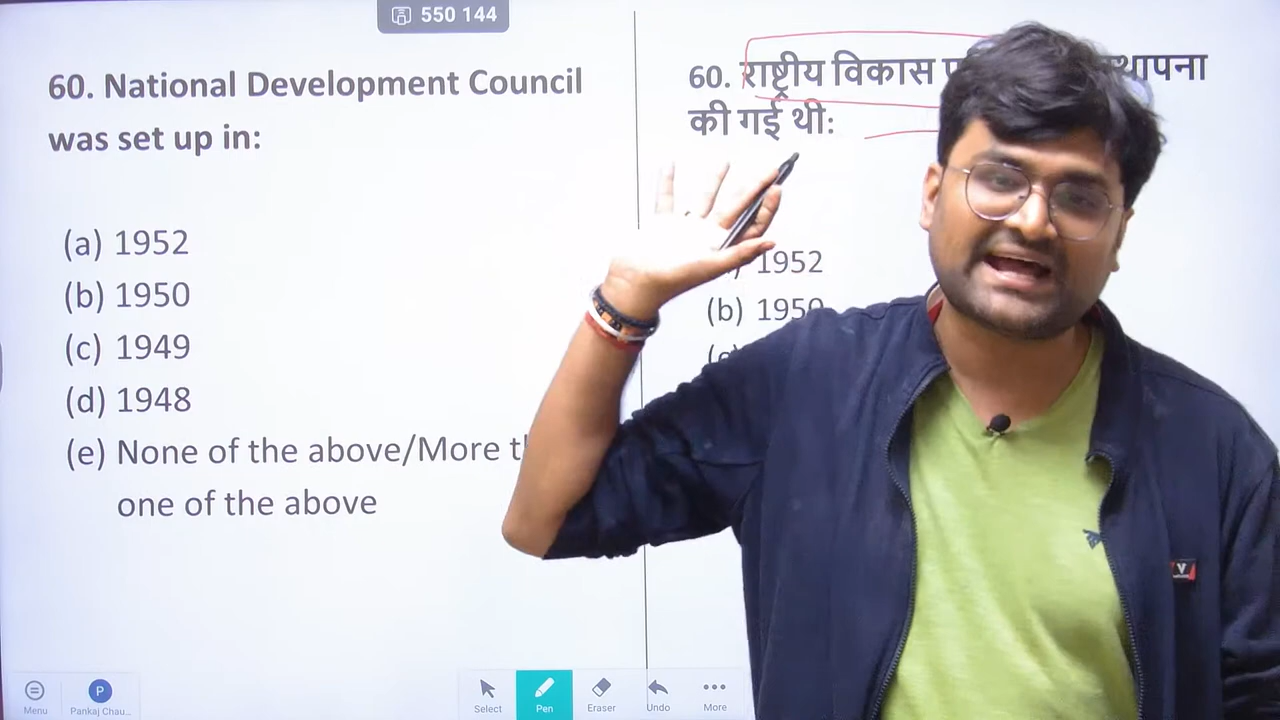 550 144
60. National Development Council
was set up in:
(a) 1952
(b) 1950
(c) 1949
(d) 1948
(e) None of the above/More
one of the above
60. राष्ट्रीय विकास
की गई थी:
1952
(b) 1950
Menu
P
Pankaj Chau...
Select
Pen
Eraser
Undo
More
V